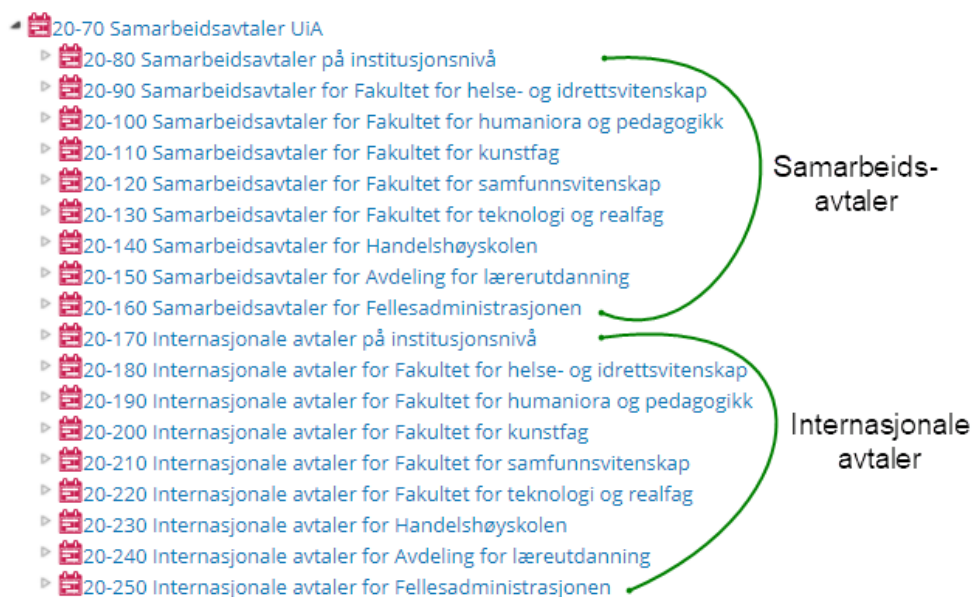 20-70 Samarbeidsavtaler UiA
20-80 Samarbeidsavtaler på institusjonsnivå
20-90 Samarbeidsavtaler for Fakultet for helse- og idrettsvitenskap
20-100 Samarbeidsavtaler for Fakultet for humaniora og pedagogikk
20-110 Samarbeidsavtaler for Fakultet for kunstfag
20-120 Samarbeidsavtaler for Fakultet for samfunnsvitenskap
20-130 Samarbeidsavtaler for Fakultet for teknologi og realfag
20-140 Samarbeidsavtaler for Handelshøyskolen
20-150 Samarbeidsavtaler for Avdeling for lærerutdanning
20-160 Samarbeidsavtaler for Fellesadministrasjonen
Samarbeids-
avtaler
20-170 Internasjonale avtaler på institusjonsnivå
20-180 Internasjonale avtaler for Fakultet for helse- og idrettsvitenskap
20-190 Internasjonale avtaler for Fakultet for humaniora og pedagogikk
20-200 Internasjonale avtaler for Fakultet for kunstfag
20-210 Internasjonale avtaler for Fakultet for samfunnsvitenskap
20-220 Internasjonale avtaler for Fakultet for teknologi og realfag
20-230 Internasjonale avtaler for Handelshøyskolen
20-240 Internasjonale avtaler for Avdeling for læreutdanning
20-250 Internasjonale avtaler for Fellesadministrasjonen
Internasjonale
avtaler